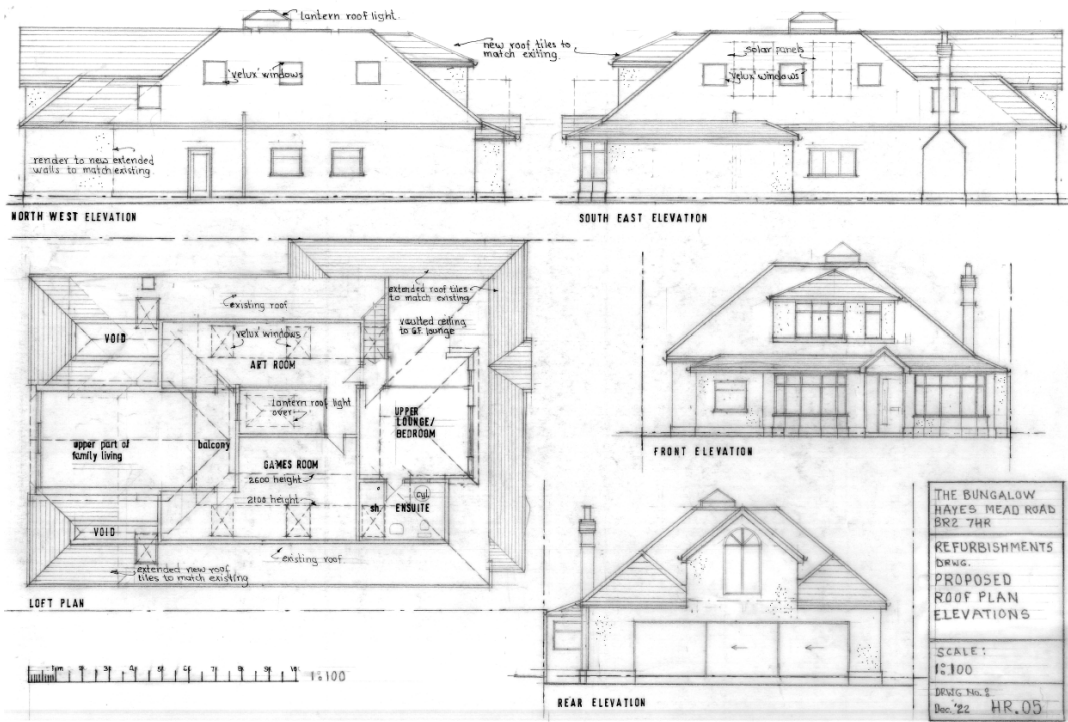 lantern roof light
new roof tiles to
match exiting
'velux' windows
render to new extended
walls to match existing
NORTH WEST ELEVATION
solar panels
'velux' windows
SOUTH EAST ELEVATION
existing roof
extended roof tiles
to match existing
vaulted ceiling
to G.F. lounge
VOID
'velux' windows
ART ROOM
lantern roof light
over
UPPER
LOUNGE/
BEDROOM
upper part of
family living
balcony
GAMES ROOM
2600 height
2100 height
cyl.
sh.
ENSUITE
VOID
existing roof
extended new roof
tiles to match existing
LOFT PLAN
FRONT ELEVATION
REAR ELEVATION
1:100
THE BUNGALOW
HAYES MEAD ROAD
BR2 7HR
REFURBISHMENTS
DRWG.
PROPOSED
ROOF PLAN
ELEVATIONS
SCALE:
1:100
Dec.'22 HR.05